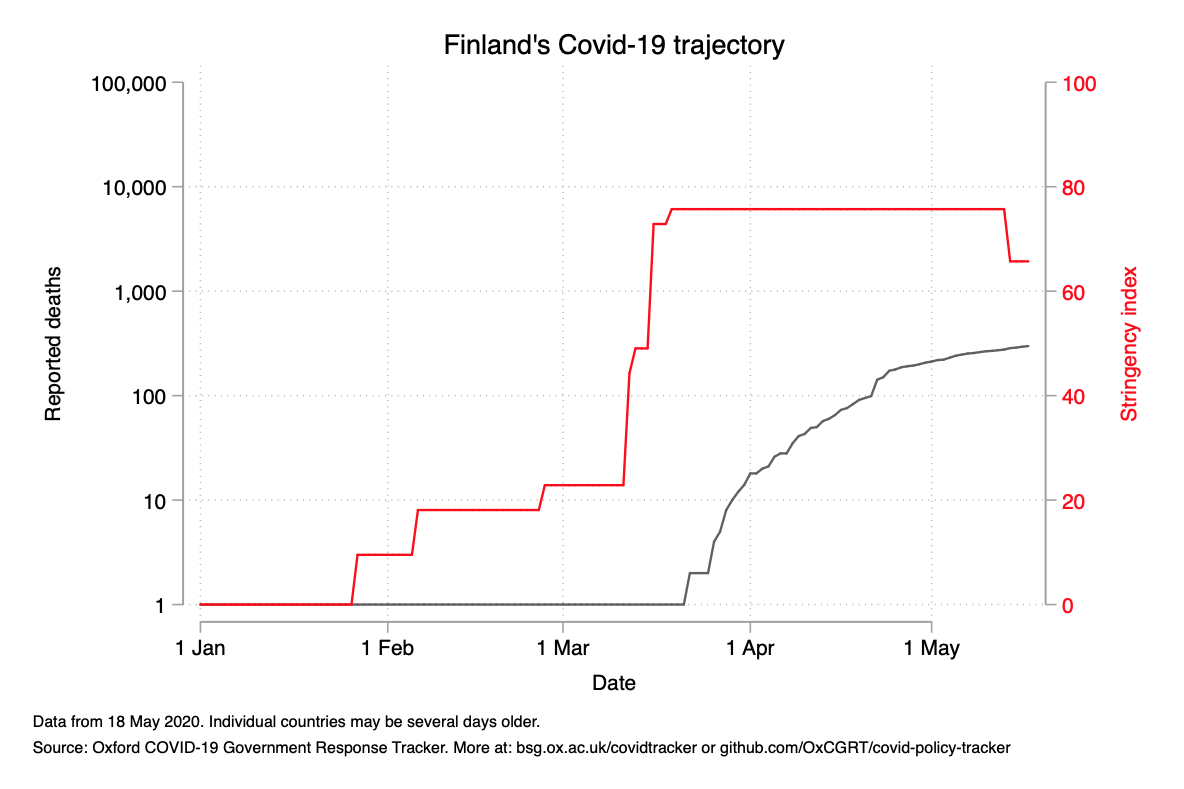 Finland's Covid-19 trajectory
100,000
10,000
1,000
100
10
1
Reported deaths
100
80
60
40
20
0
Stringency index
1 Jan
1 Feb
1 Mar
1 Apr
1 May
Date
Data from 18 May 2020. Individual countries may be several days older.
Source: Oxford COVID-19 Government Response Tracker. More at: bsg.ox.ac.uk/covidtracker or github.com/OxCGRT/covid-policy-tracker